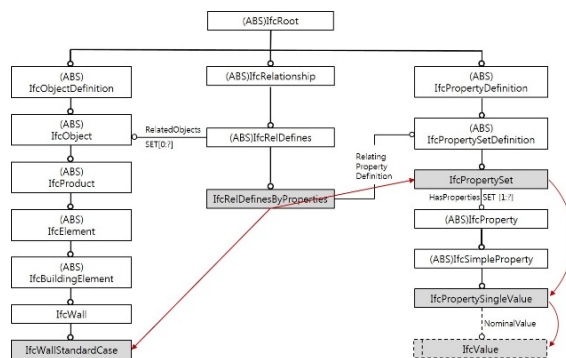 (ABS)IfcRoot
(ABS)
IfcObjectDefinition
(ABS)IfcRelationship
(ABS)
IfcPropertyDefinition
(ABS)
IfcObject
RelatedObjects
SET[0:?]
(ABS)IfcRelDefines
(ABS)
IfcPropertySetDefinition
Relating
Property
Definition
(ABS)
IfcProduct
IfcRelDefinesByProperties
IfcPropertySet
HasProperties SET [1:?]
(ABS)
IfcElement
(ABS)IfcProperty
(ABS)
IfcBuildingElement
(ABS)IfcSimpleProperty
IfcWall
IfcPropertySingleValue
NominalValue
IfcWallStandardCase
IfcValue